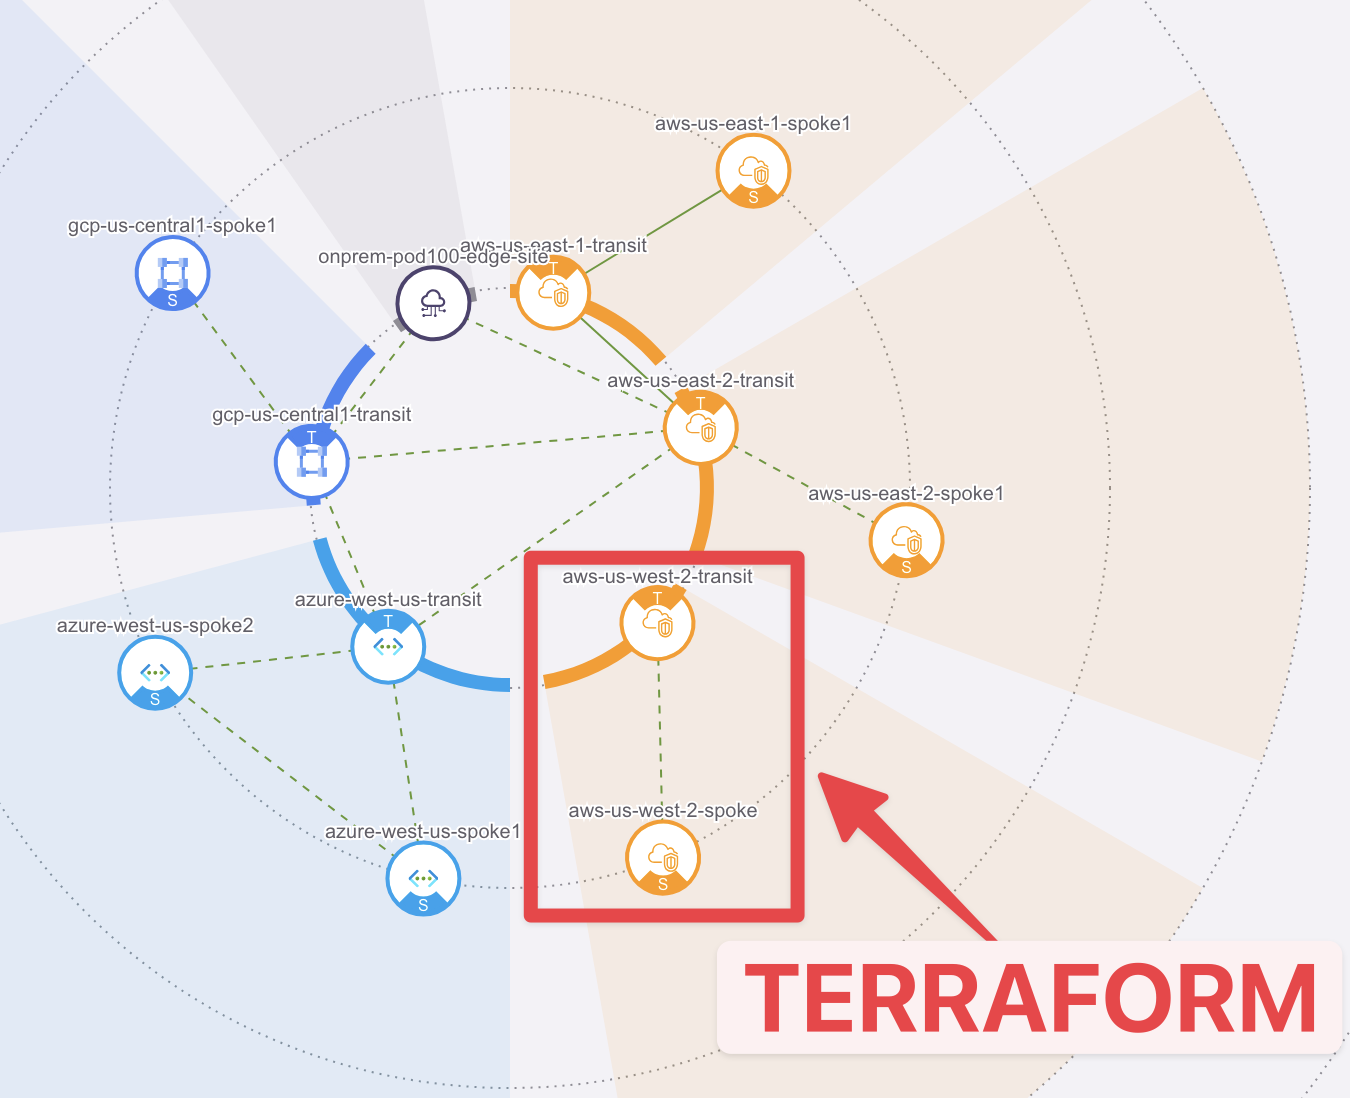 aws-us-east-1-spoke1
S
gcp-us-central1-spoke1
S
aws-us-east-1-transit
onprem-pod100-edge-site
T
aws-us-east-2-transit
T
gcp-us-central1-transit
T
aws-us-east-2-spoke1
S
aws-us-west-2-transit
T
azure-west-us-transit
T
azure-west-us-spoke2
S
aws-us-west-2-spoke
S
azure-west-us-spoke1
S
TERRAFORM